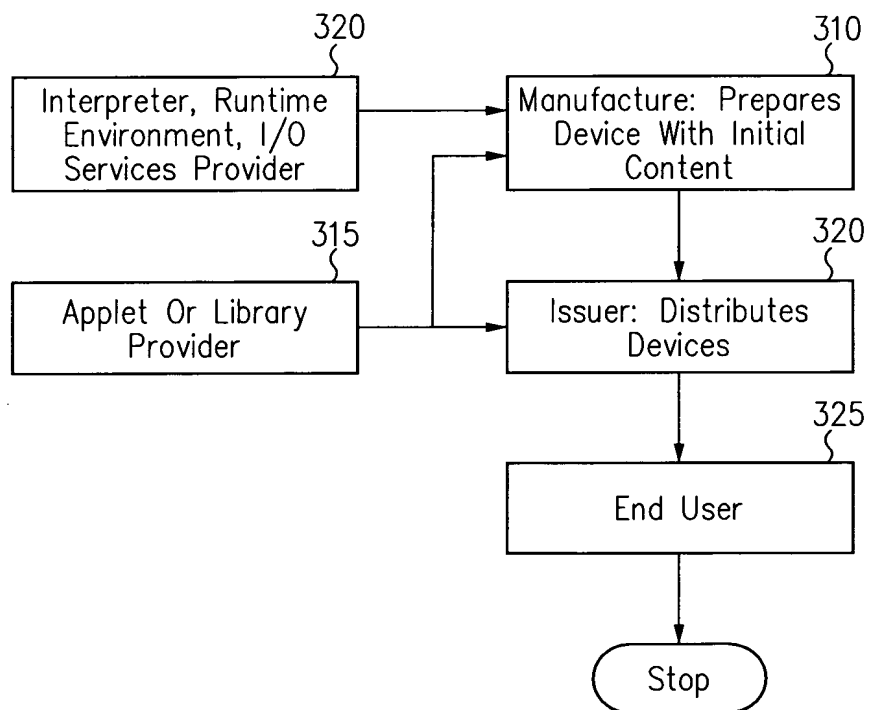 320
Interpreter, Runtime
Environment, I/O
Services Provider
310
Manufacture: Prepares
Device With Initial
Content
315
Applet Or Library
Provider
320
Issuer: Distributes
Devices
325
End User
Stop